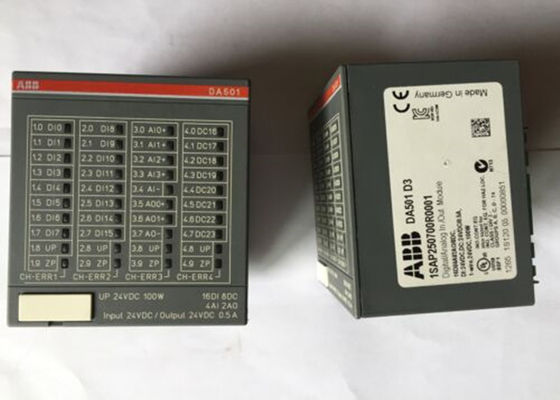 ABB
DA501
1.0 DI0 2.0 DI8 3.0 AI0+ 4.0 DC16
1.1 DI1 2.1 DI9 3.1 AI1+ 4.1 DC17
1.2 DI2 2.2 DI10 3.2 AI2+ 4.2 DC18
1.3 DI3 2.3 DI11 3.3 AI3+ 4.3 DC19
1.4 DI4 2.4 DI12 3.4 AI- 4.4 DC20
1.5 DI5 2.5 DI13 3.5 AO0+ 4.5 DC21
1.6 DI6 2.6 DI14 3.6 AO1+ 4.6 DC22
1.7 DI7 2.7 DI15 3.7 AO- 4.7 DC23
1.8 UP 2.8 UP 3.8 UP 4.8 UP
1.9 ZP 2.9 ZP 3.9 ZP 4.9 ZP
CH-ERR1 CH-ERR2 CH-ERR3 CH-ERR4
UP 24VDC 100W 16DI 8DC
4AI 2AO
Input 24VDC / Output 24VDC 0.5A
ABB DA501 D3
1SAP250700R0001
Digital/Analog In./Out. Module
CE Made in Germany